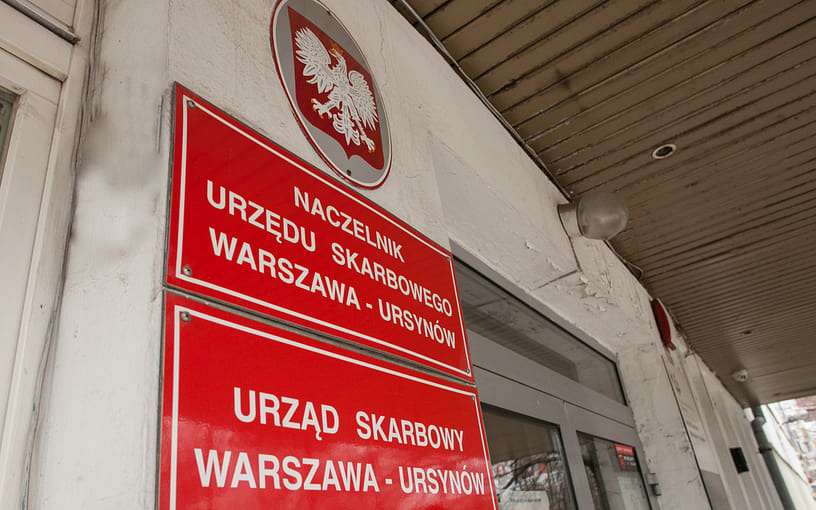 NACZELNIK
URZĘDU SKARBOWEGO
WARSZAWA - URSYNÓW
URZĄD SKARBOWY
WARSZAWA - URSYNÓW